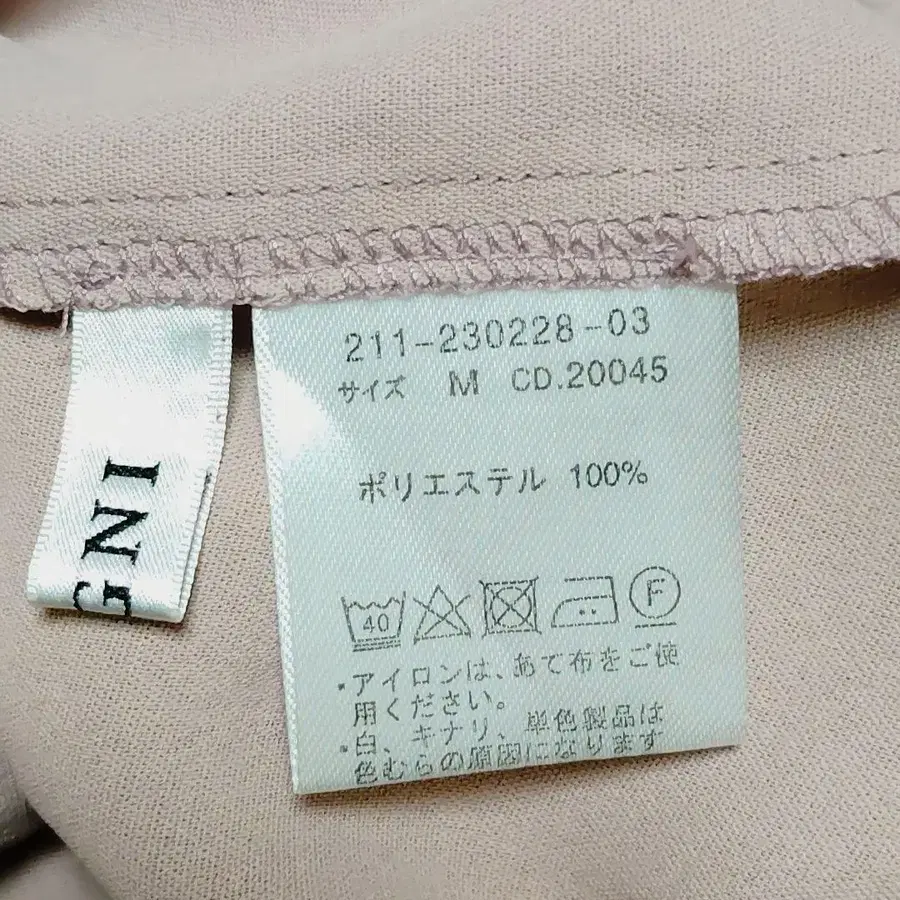 211-230228-03
サイズ M CD.20045
ポリエステル 100%
40 F
・アイロンは、あて布をご使
用ください。
・白、キナリ、単色製品は
色むらの原因になります
GNI